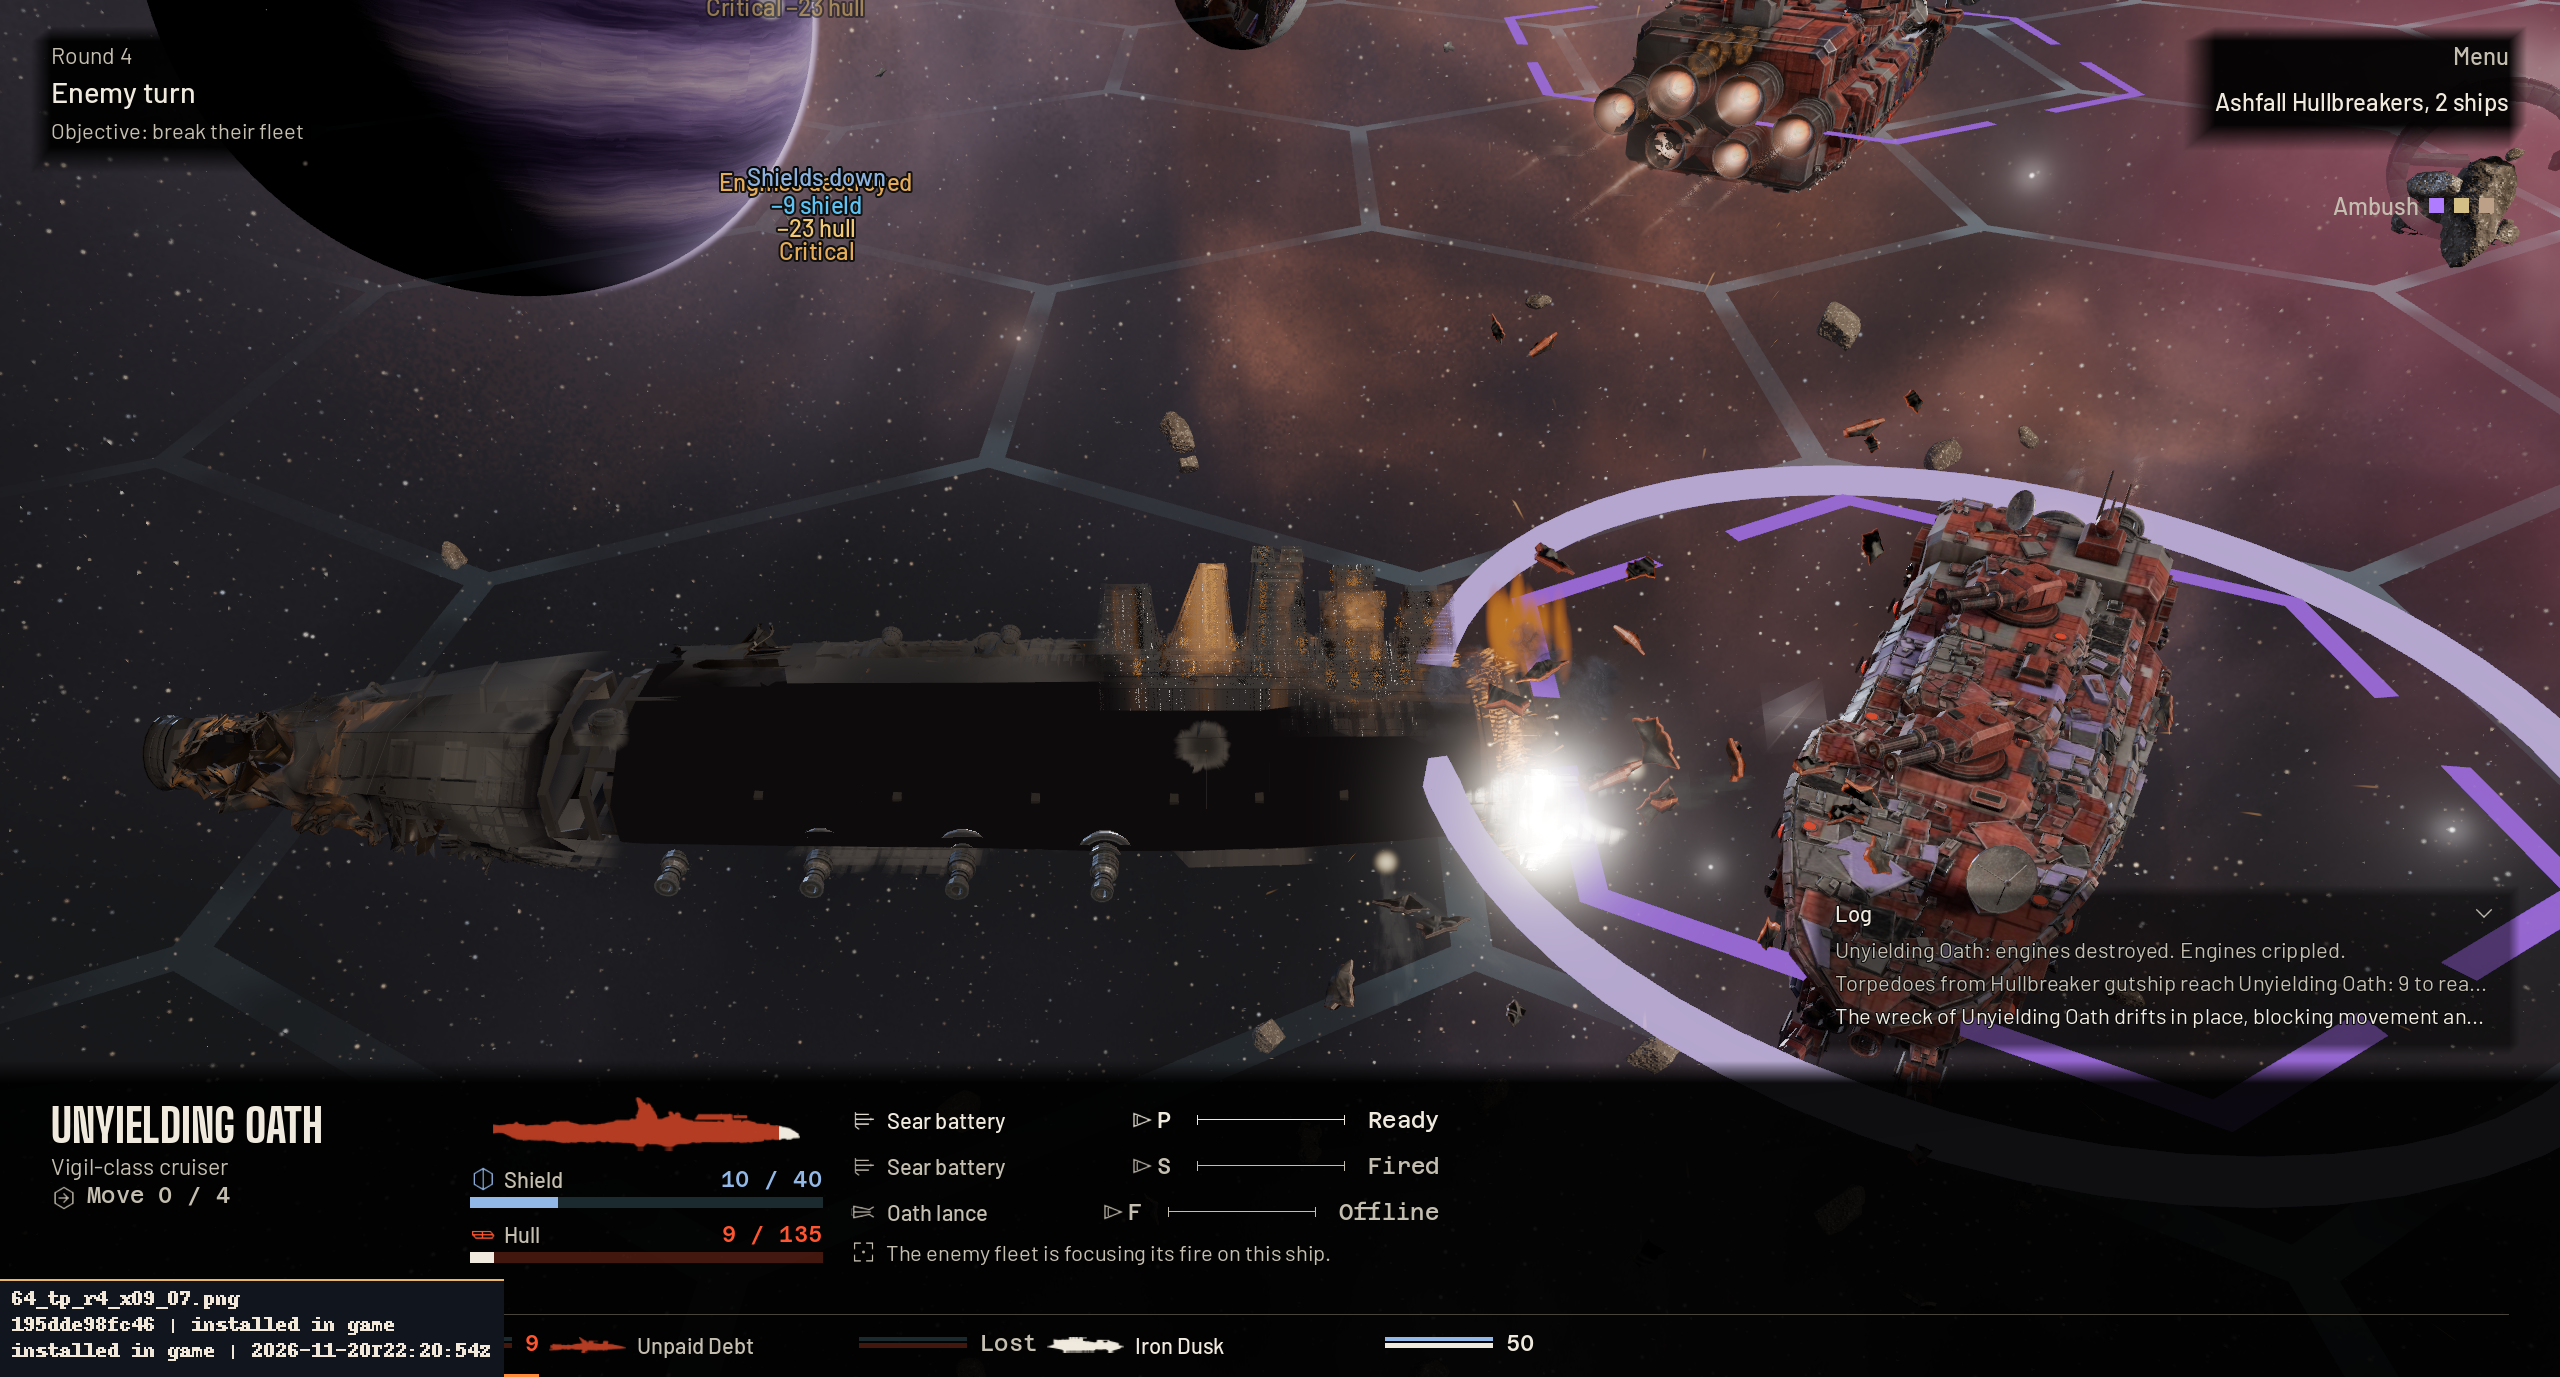 Critical −23 hull
Round 4
Enemy turn
Objective: break their fleet
Menu
Ashfall Hullbreakers, 2 ships
Ambush
Shields down
Engines destroyed
−9 shield
−23 hull
Critical
Log
Unyielding Oath: engines destroyed. Engines crippled.
Torpedoes from Hullbreaker gutship reach Unyielding Oath: 9 to rea...
The wreck of Unyielding Oath drifts in place, blocking movement an...
UNYIELDING OATH
Vigil-class cruiser
Move 0 / 4
Shield 10 / 40
Hull 9 / 135
Sear battery P Ready
Sear battery S Fired
Oath lance F Offline
The enemy fleet is focusing its fire on this ship.
64_tp_r4_x09_07.png
195dde98fc46 | installed in game
installed in game | 2026-11-20T22:20:54Z
9 Unpaid Debt Lost Iron Dusk 50